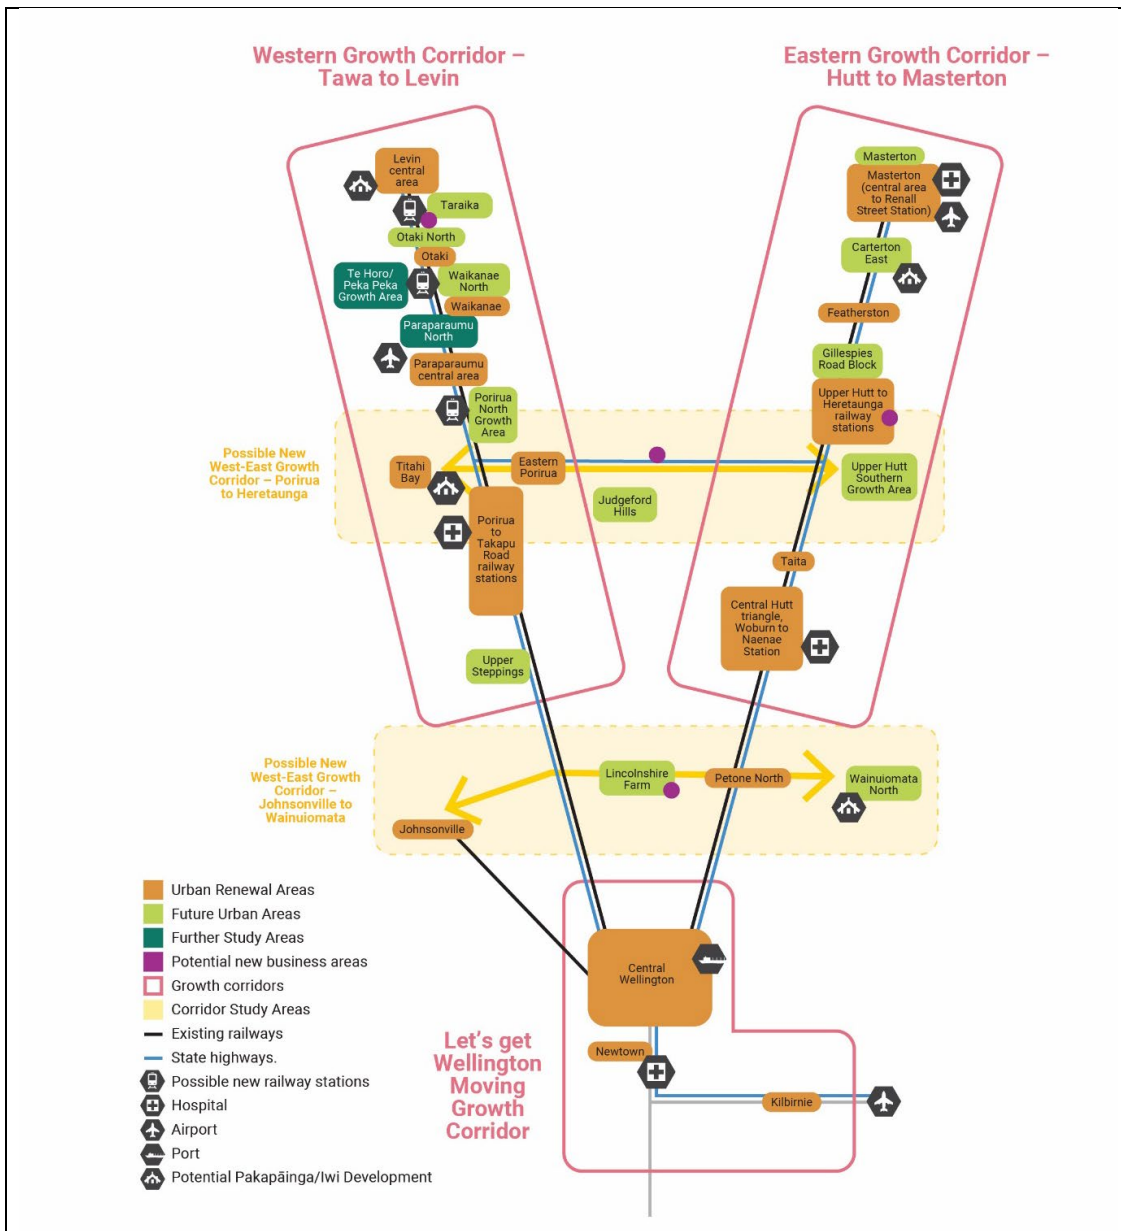 Western Growth Corridor –
Tawa to Levin
Eastern Growth Corridor –
Hutt to Masterton
Levin
central
area
Taraika
Otaki North
Otaki
Te Horo/
Peka Peka
Growth Area
Waikanae
North
Waikanae
Paraparaumu
North
Paraparaumu
central area
Porirua
North
Growth
Area
Masterton
Masterton
(central area
to Renall
Street Station)
Carterton
East
Featherston
Gillespies
Road Block
Upper Hutt to
Heretaunga
railway
stations
Possible New
West-East Growth
Corridor – Porirua
to Heretaunga
Titahi
Bay
Eastern
Porirua
Judgeford
Hills
Upper Hutt
Southern
Growth Area
Porirua
to
Takapu
Road
railway
stations
Taita
Central Hutt
triangle,
Woburn to
Naenae
Station
Upper
Steppings
Possible New
West-East Growth
Corridor –
Johnsonville to
Wainuiomata
Lincolnshire
Farm
Petone North
Wainuiomata
North
Johnsonville
Urban Renewal Areas
Future Urban Areas
Further Study Areas
Potential new business areas
Growth corridors
Corridor Study Areas
Existing railways
State highways.
Possible new railway stations
Hospital
Airport
Port
Potential Pakapāinga/Iwi Development
Central
Wellington
Let's get
Wellington
Moving
Growth
Corridor
Newtown
Kilbirnie